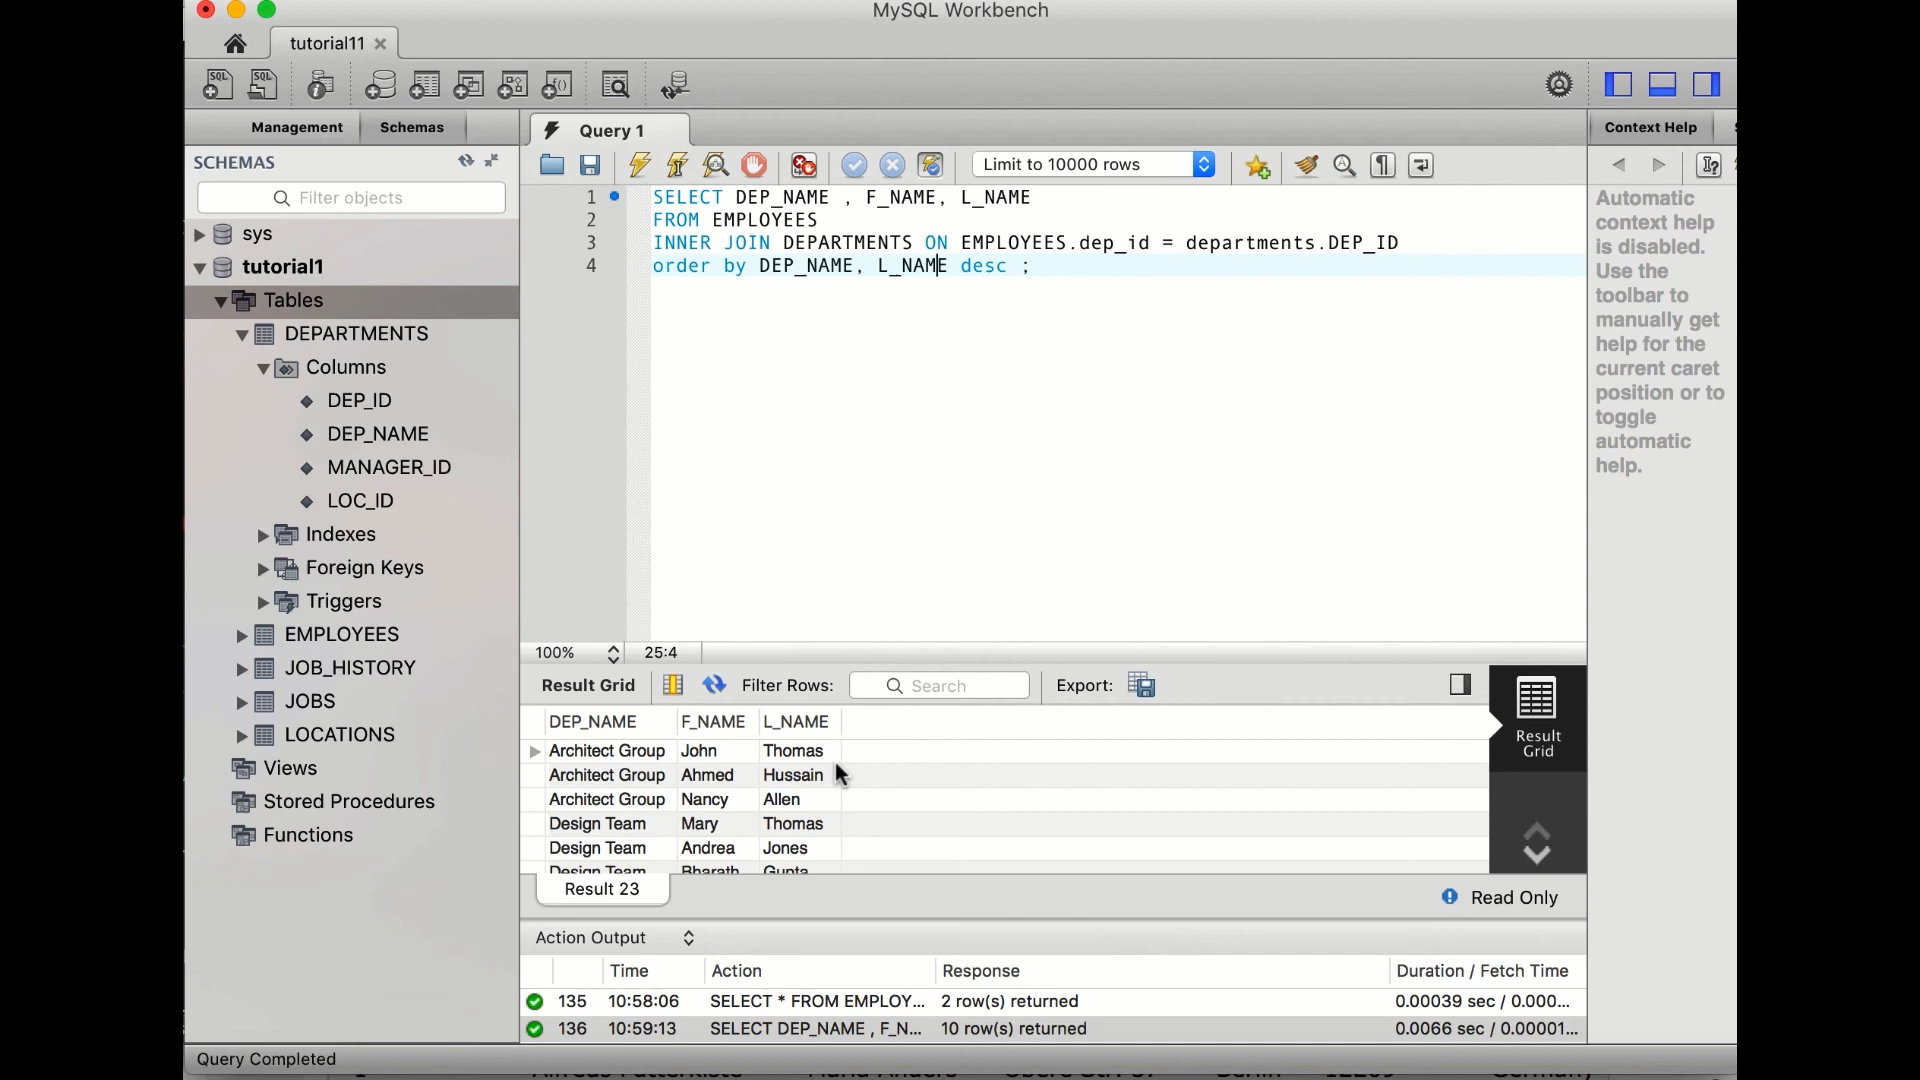 MySQL Workbench
tutorial11
Management Schemas
SCHEMAS
Filter objects
sys
tutorial1
Tables
DEPARTMENTS
Columns
DEP_ID
DEP_NAME
MANAGER_ID
LOC_ID
Indexes
Foreign Keys
Triggers
EMPLOYEES
JOB_HISTORY
JOBS
LOCATIONS
Views
Stored Procedures
Functions
Query 1
Limit to 10000 rows
1 SELECT DEP_NAME , F_NAME, L_NAME
2 FROM EMPLOYEES
3 INNER JOIN DEPARTMENTS ON EMPLOYEES.dep_id = departments.DEP_ID
4 order by DEP_NAME, L_NAME desc ;
100% 25:4
Result Grid Filter Rows: Search Export:
DEP_NAME F_NAME L_NAME
Architect Group John Thomas
Architect Group Ahmed Hussain
Architect Group Nancy Allen
Design Team Mary Thomas
Design Team Andrea Jones
Design Team Bharath Gupta
Result
Grid
Result 23
Read Only
Action Output
Time Action Response Duration / Fetch Time
135 10:58:06 SELECT * FROM EMPLOY... 2 row(s) returned 0.00039 sec / 0.000...
136 10:59:13 SELECT DEP_NAME , F_N... 10 row(s) returned 0.0066 sec / 0.00001...
Query Completed
Context Help
Automatic
context help
is disabled.
Use the
toolbar to
manually get
help for the
current caret
position or to
toggle
automatic
help.